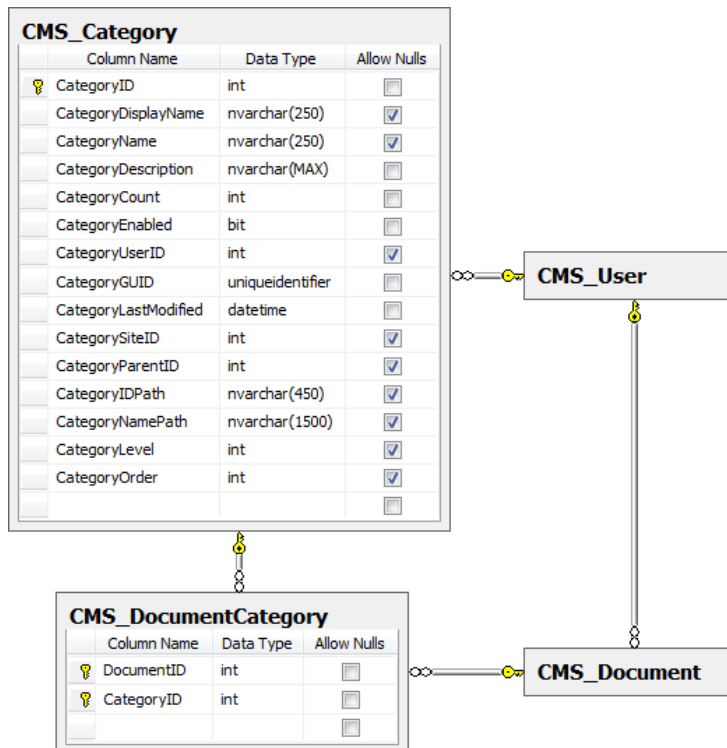 CMS_Category
Column Name Data Type Allow Nulls
CategoryID int
CategoryDisplayName nvarchar(250)
CategoryName nvarchar(250)
CategoryDescription nvarchar(MAX)
CategoryCount int
CategoryEnabled bit
CategoryUserID int
CategoryGUID uniqueidentifier
CategoryLastModified datetime
CategorySiteID int
CategoryParentID int
CategoryIDPath nvarchar(450)
CategoryNamePath nvarchar(1500)
CategoryLevel int
CategoryOrder int
CMS_User
CMS_DocumentCategory
Column Name Data Type Allow Nulls
DocumentID int
CategoryID int
CMS_Document